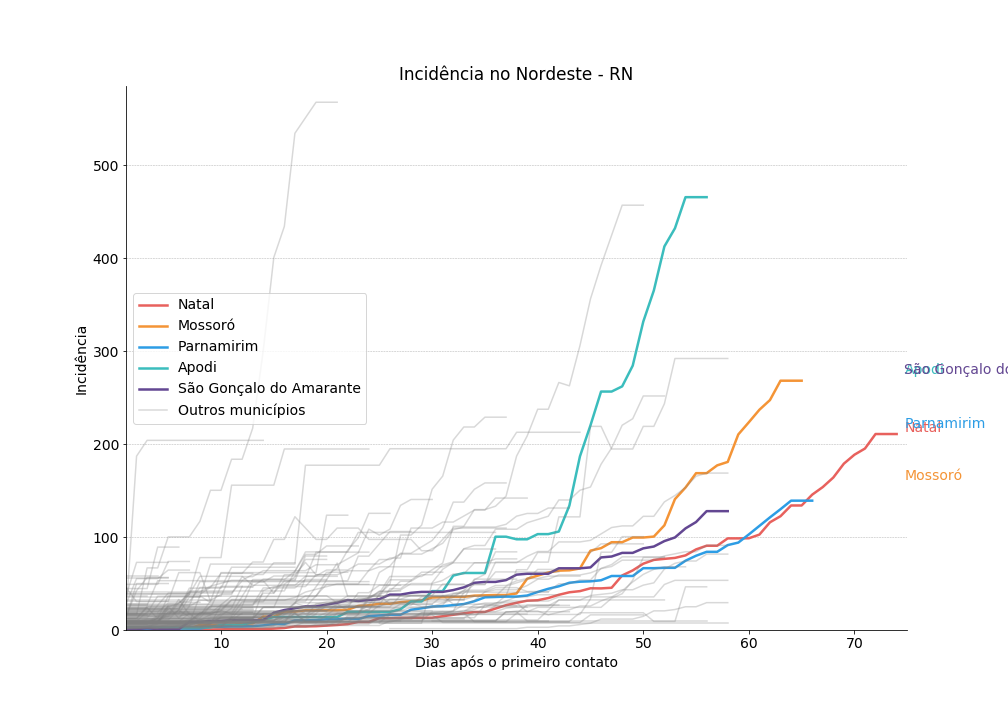 Incidência no Nordeste - RN
Incidência
500
400
300
200
100
0
Natal
Mossoró
Parnamirim
Apodi
São Gonçalo do Amarante
Outros municípios
Apodi
São Gonçalo do
Parnamirim
Natal
Mossoró
10
20
30
40
50
60
70
Dias após o primeiro contato